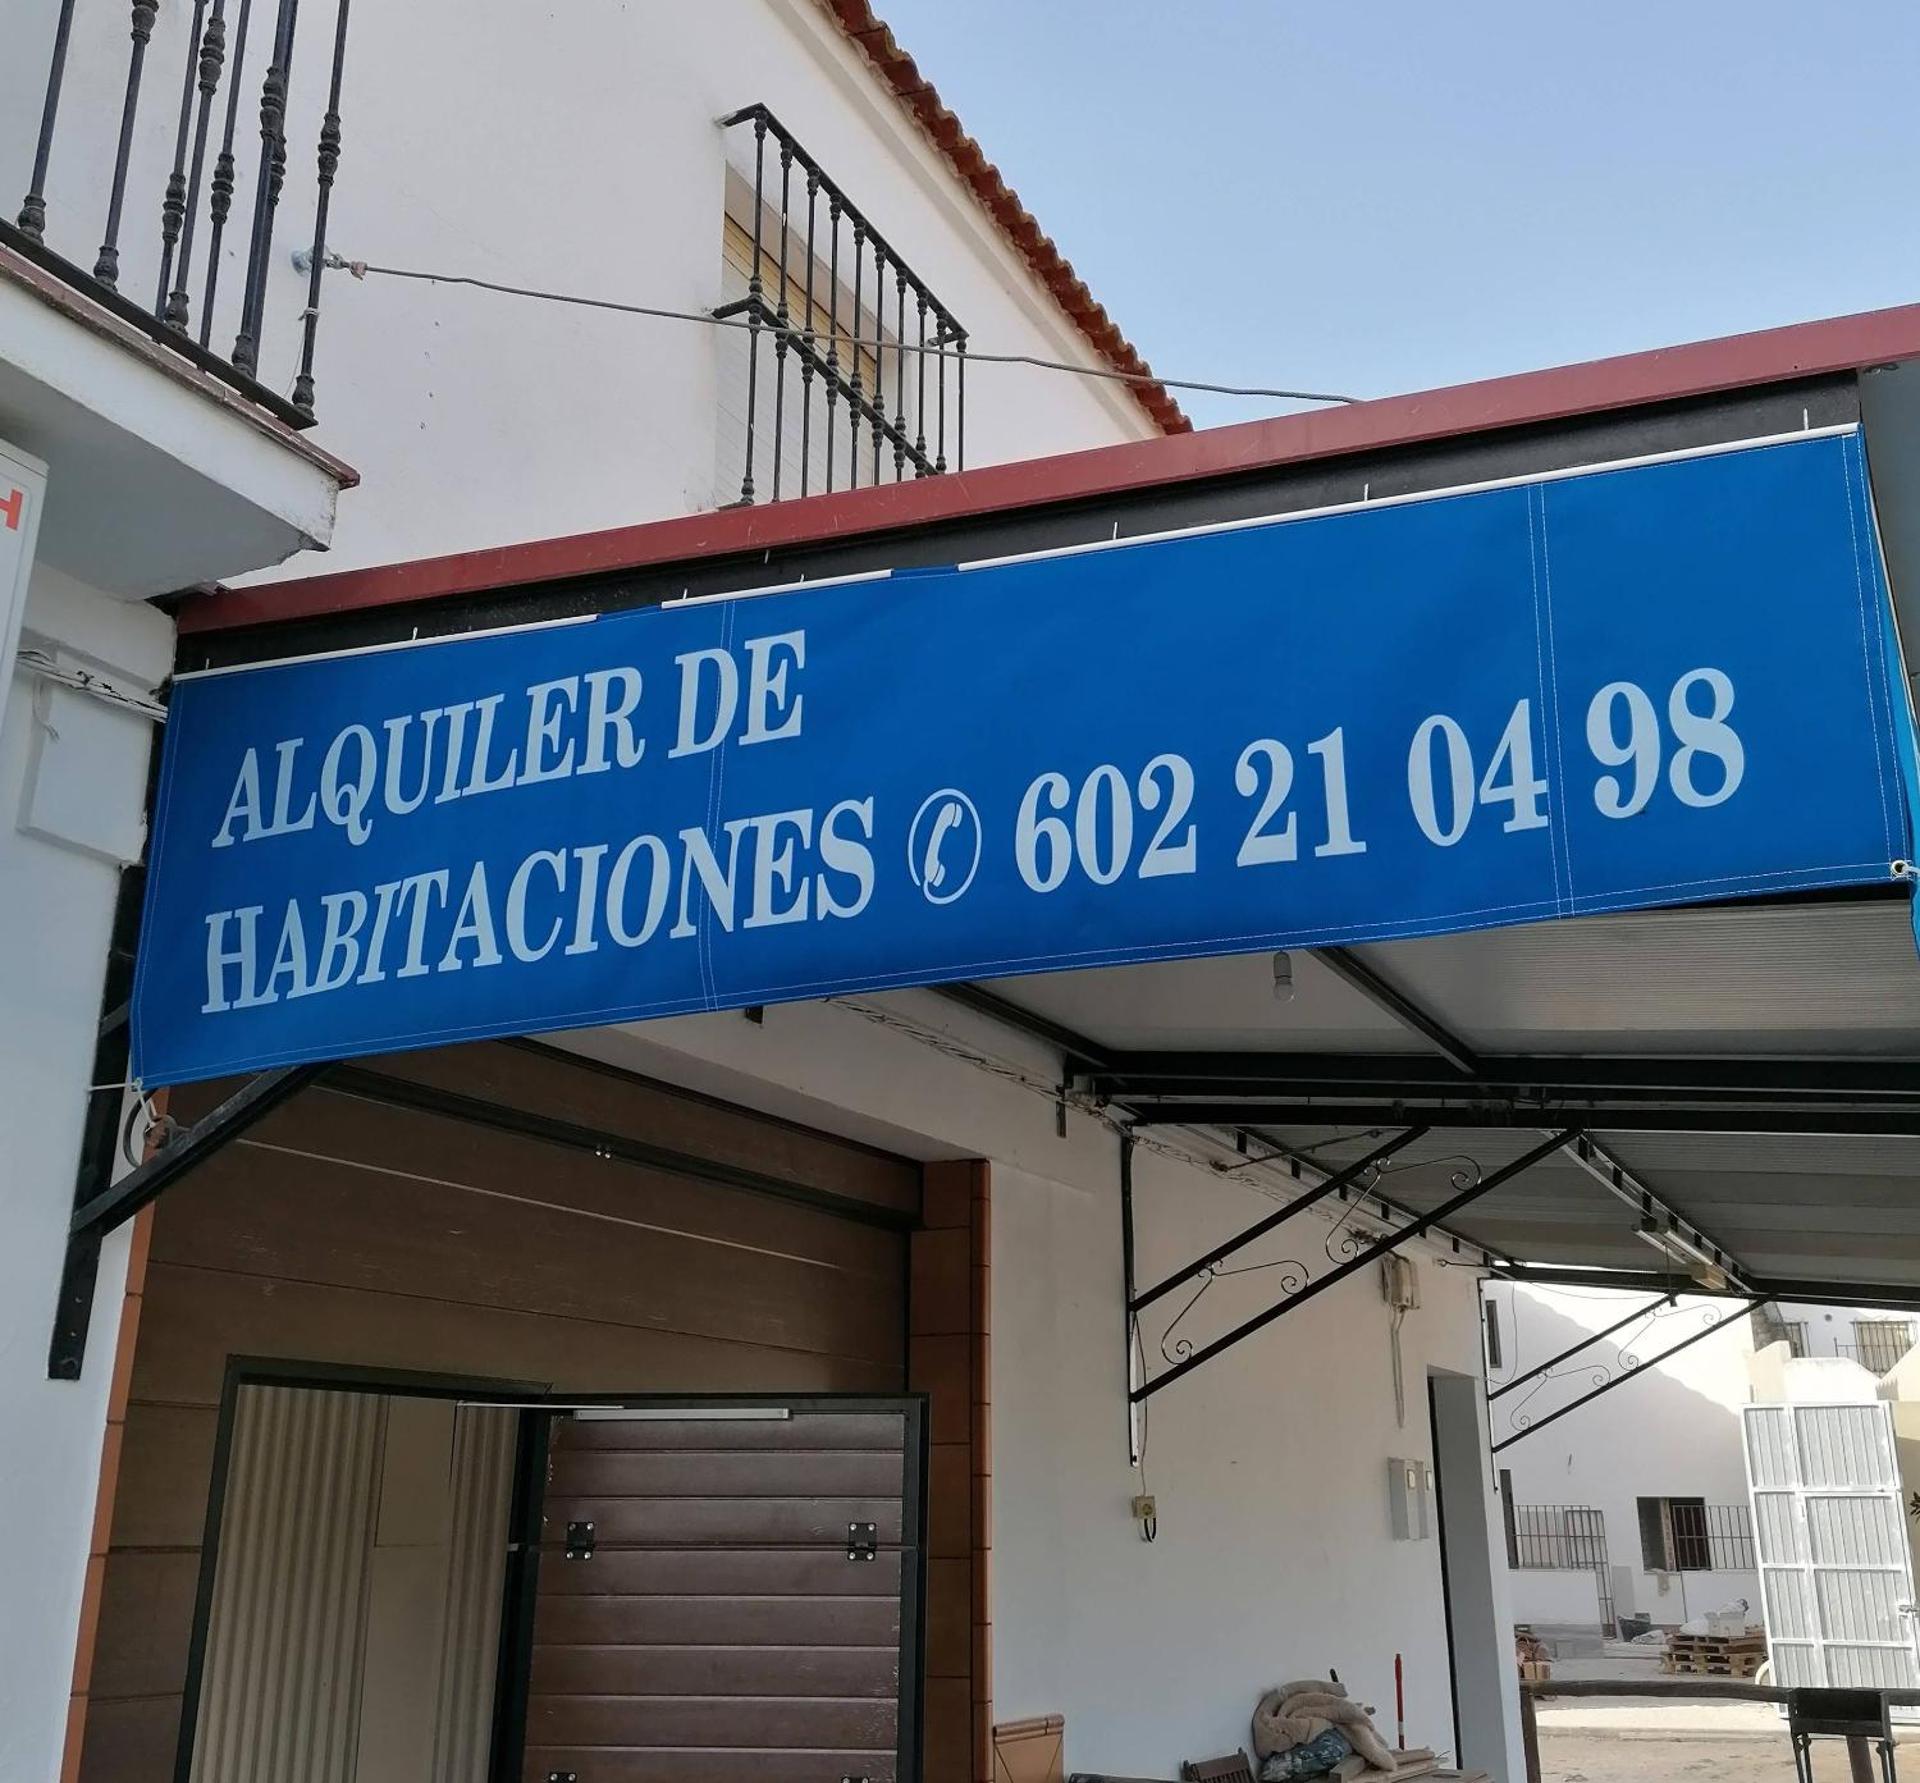 ALQUILER DE
HABITACIONES ✆ 602 21 04 98